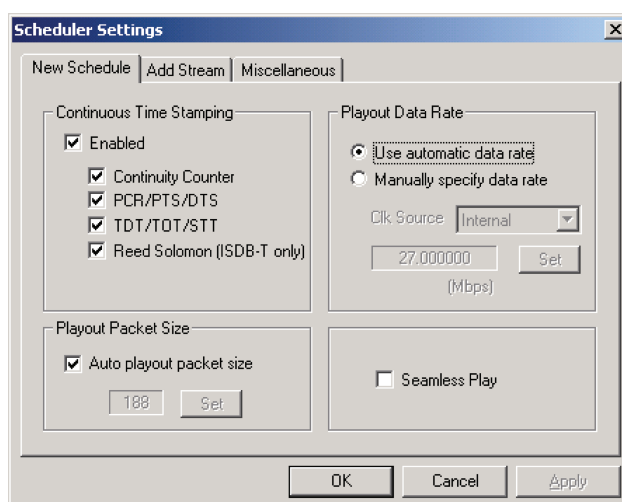 Scheduler Settings
New Schedule
Add Stream
Miscellaneous
Continuous Time Stamping
Enabled
Continuity Counter
PCR/PTS/DTS
TDT/TOT/STT
Reed Solomon (ISDB-T only)
Playout Data Rate
Use automatic data rate
Manually specify data rate
Clk Source
Internal
27.000000
Set
(Mbps)
Playout Packet Size
Auto playout packet size
188
Set
Seamless Play
OK
Cancel
Apply